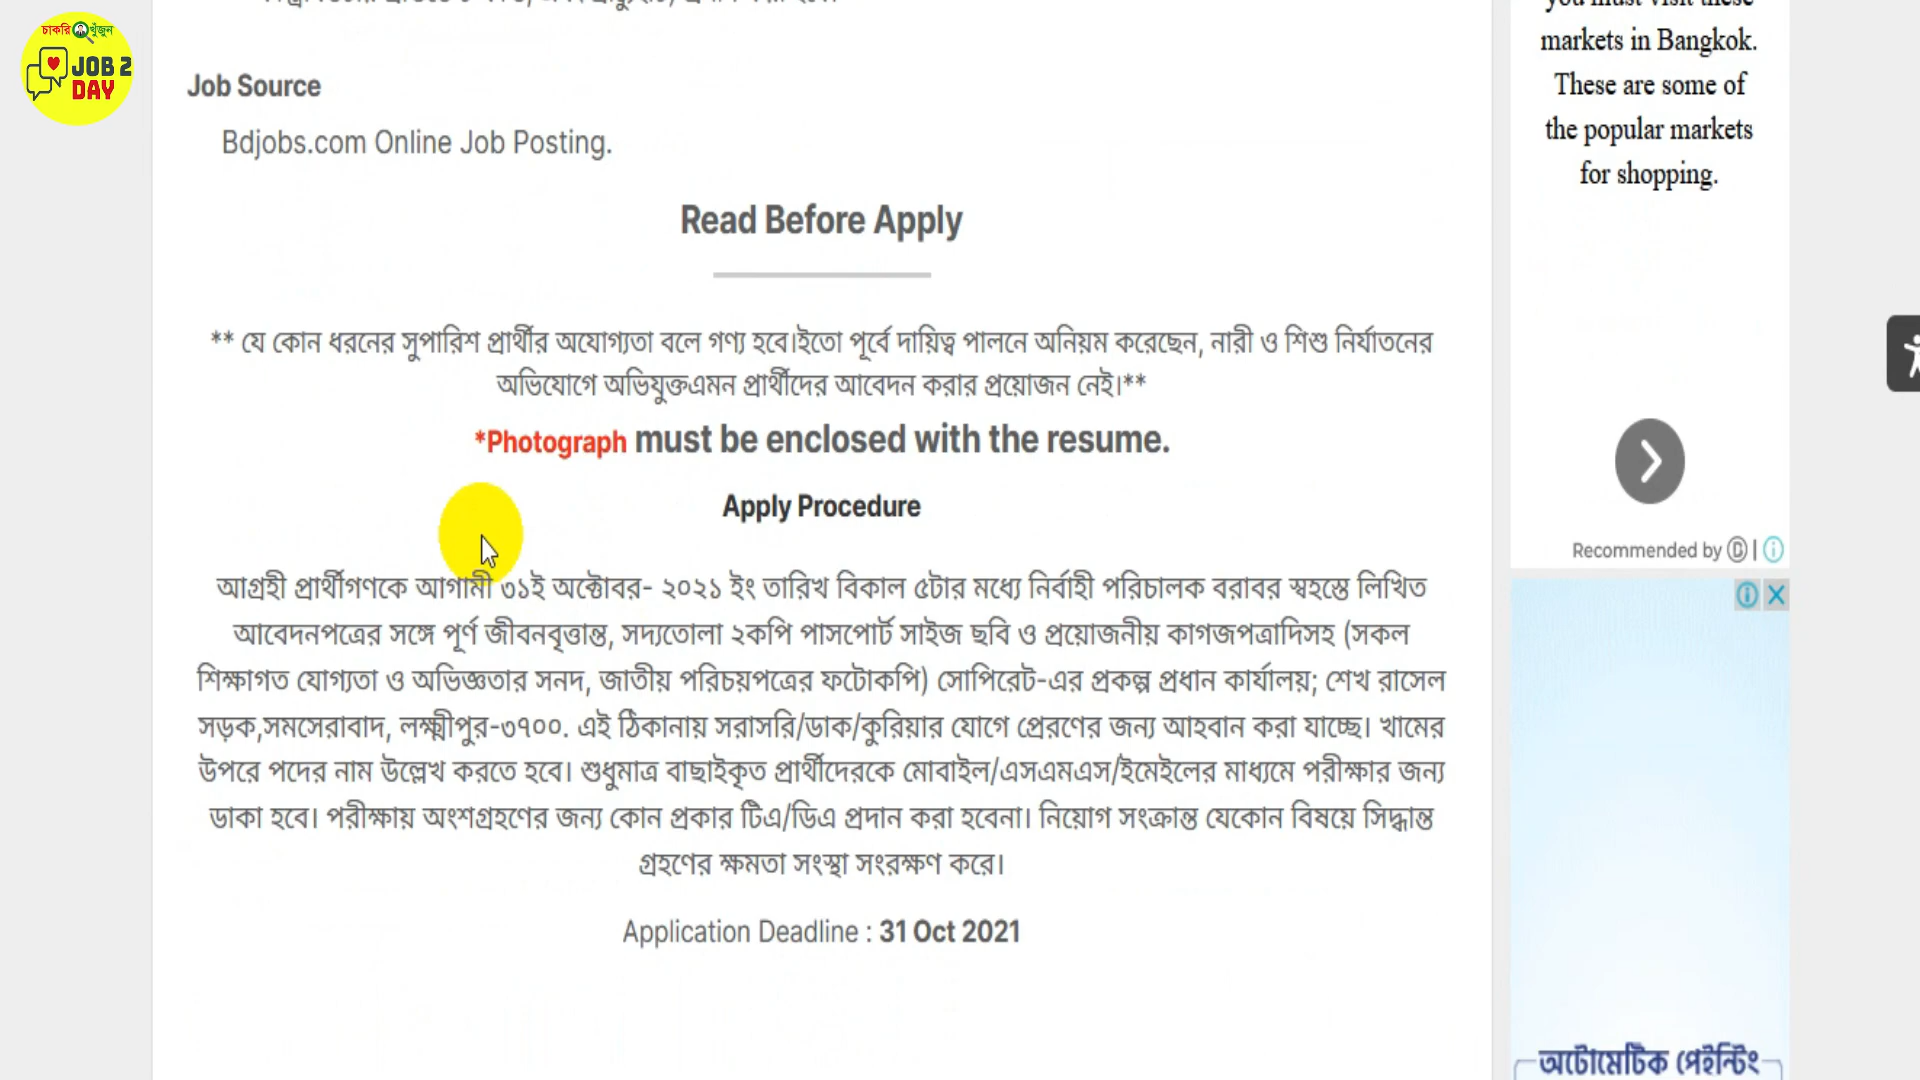 চাকরি খুঁজুন
JOB 2
DAY
Job Source
Bdjobs.com Online Job Posting.
Read Before Apply
** যে কোন ধরনের সুপারিশ প্রার্থীর অযোগ্যতা বলে গণ্য হবে।ইতো পূর্বে দায়িত্ব পালনে অনিয়ম করেছেন, নারী ও শিশু নির্যাতনের
অভিযোগে অভিযুক্তএমন প্রার্থীদের আবেদন করার প্রয়োজন নেই।**
*Photograph must be enclosed with the resume.
Apply Procedure
আগ্রহী প্রার্থীগণকে আগামী ৩১ই অক্টোবর- ২০২১ ইং তারিখ বিকাল ৫টার মধ্যে নির্বাহী পরিচালক বরাবর স্বহস্তে লিখিত
আবেদনপত্রের সঙ্গে পূর্ণ জীবনবৃত্তান্ত, সদ্যতোলা ২কপি পাসপোর্ট সাইজ ছবি ও প্রয়োজনীয় কাগজপত্রাদিসহ (সকল
শিক্ষাগত যোগ্যতা ও অভিজ্ঞতার সনদ, জাতীয় পরিচয়পত্রের ফটোকপি) সোপিরেট-এর প্রকল্প প্রধান কার্যালয়; শেখ রাসেল
সড়ক,সমসেরাবাদ, লক্ষ্মীপুর-৩৭০০. এই ঠিকানায় সরাসরি/ডাক/কুরিয়ার যোগে প্রেরণের জন্য আহবান করা যাচ্ছে। খামের
উপরে পদের নাম উল্লেখ করতে হবে। শুধুমাত্র বাছাইকৃত প্রার্থীদেরকে মোবাইল/এসএমএস/ইমেইলের মাধ্যমে পরীক্ষার জন্য
ডাকা হবে। পরীক্ষায় অংশগ্রহণের জন্য কোন প্রকার টিএ/ডিএ প্রদান করা হবেনা। নিয়োগ সংক্রান্ত যেকোন বিষয়ে সিদ্ধান্ত
গ্রহণের ক্ষমতা সংস্থা সংরক্ষণ করে।
Application Deadline : 31 Oct 2021
you must visit these
markets in Bangkok.
These are some of
the popular markets
for shopping.
Recommended by
অটোমেটিক পেইন্টিং